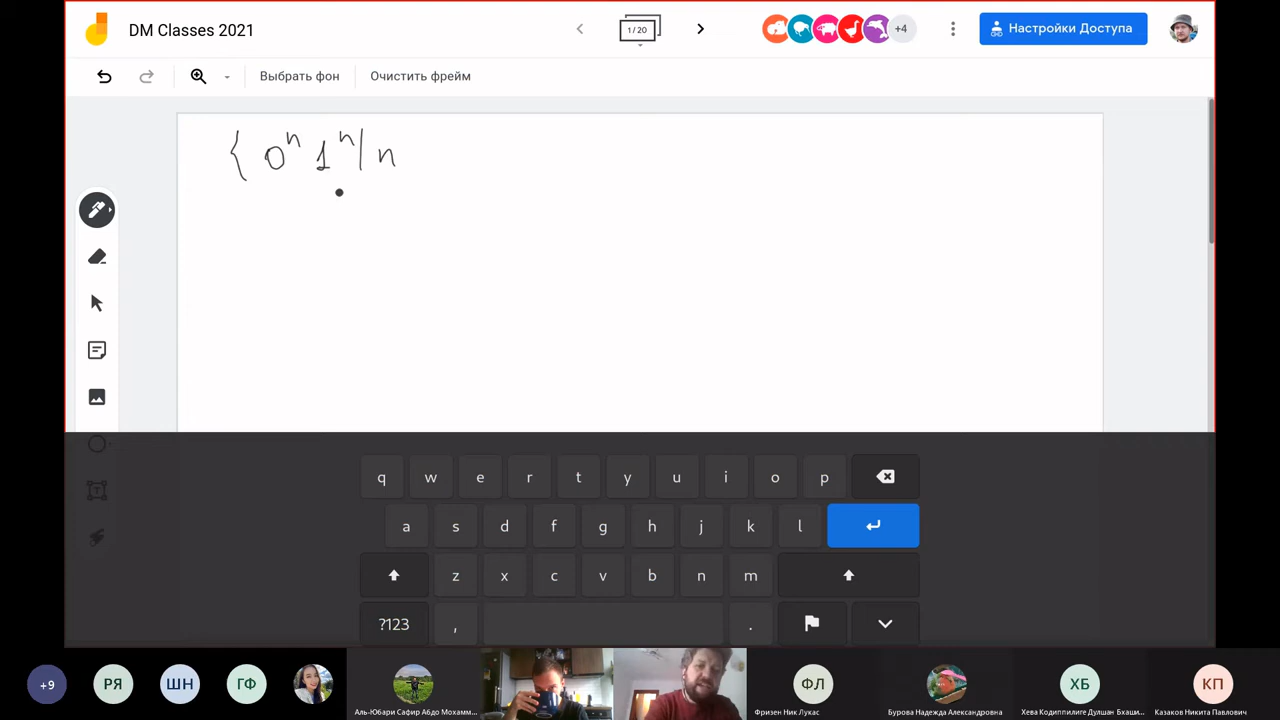 DM Classes 2021
1/20
+4
Настройки Доступа
Выбрать фон
Очистить фрейм
{ 0ⁿ 1ⁿ | n
q w e r t y u i o p
a s d f g h j k l
z x c v b n m
?123 , .
+9
РЯ
ШН
ГФ
Аль-Юбари Сафир Абдо Мохамм...
ФЛ
Фризен Ник Лукас
Бурова Надежда Александровна
ХБ
Хева Кодиппилиге Дулшан Бхаши...
КП
Казаков Никита Павлович